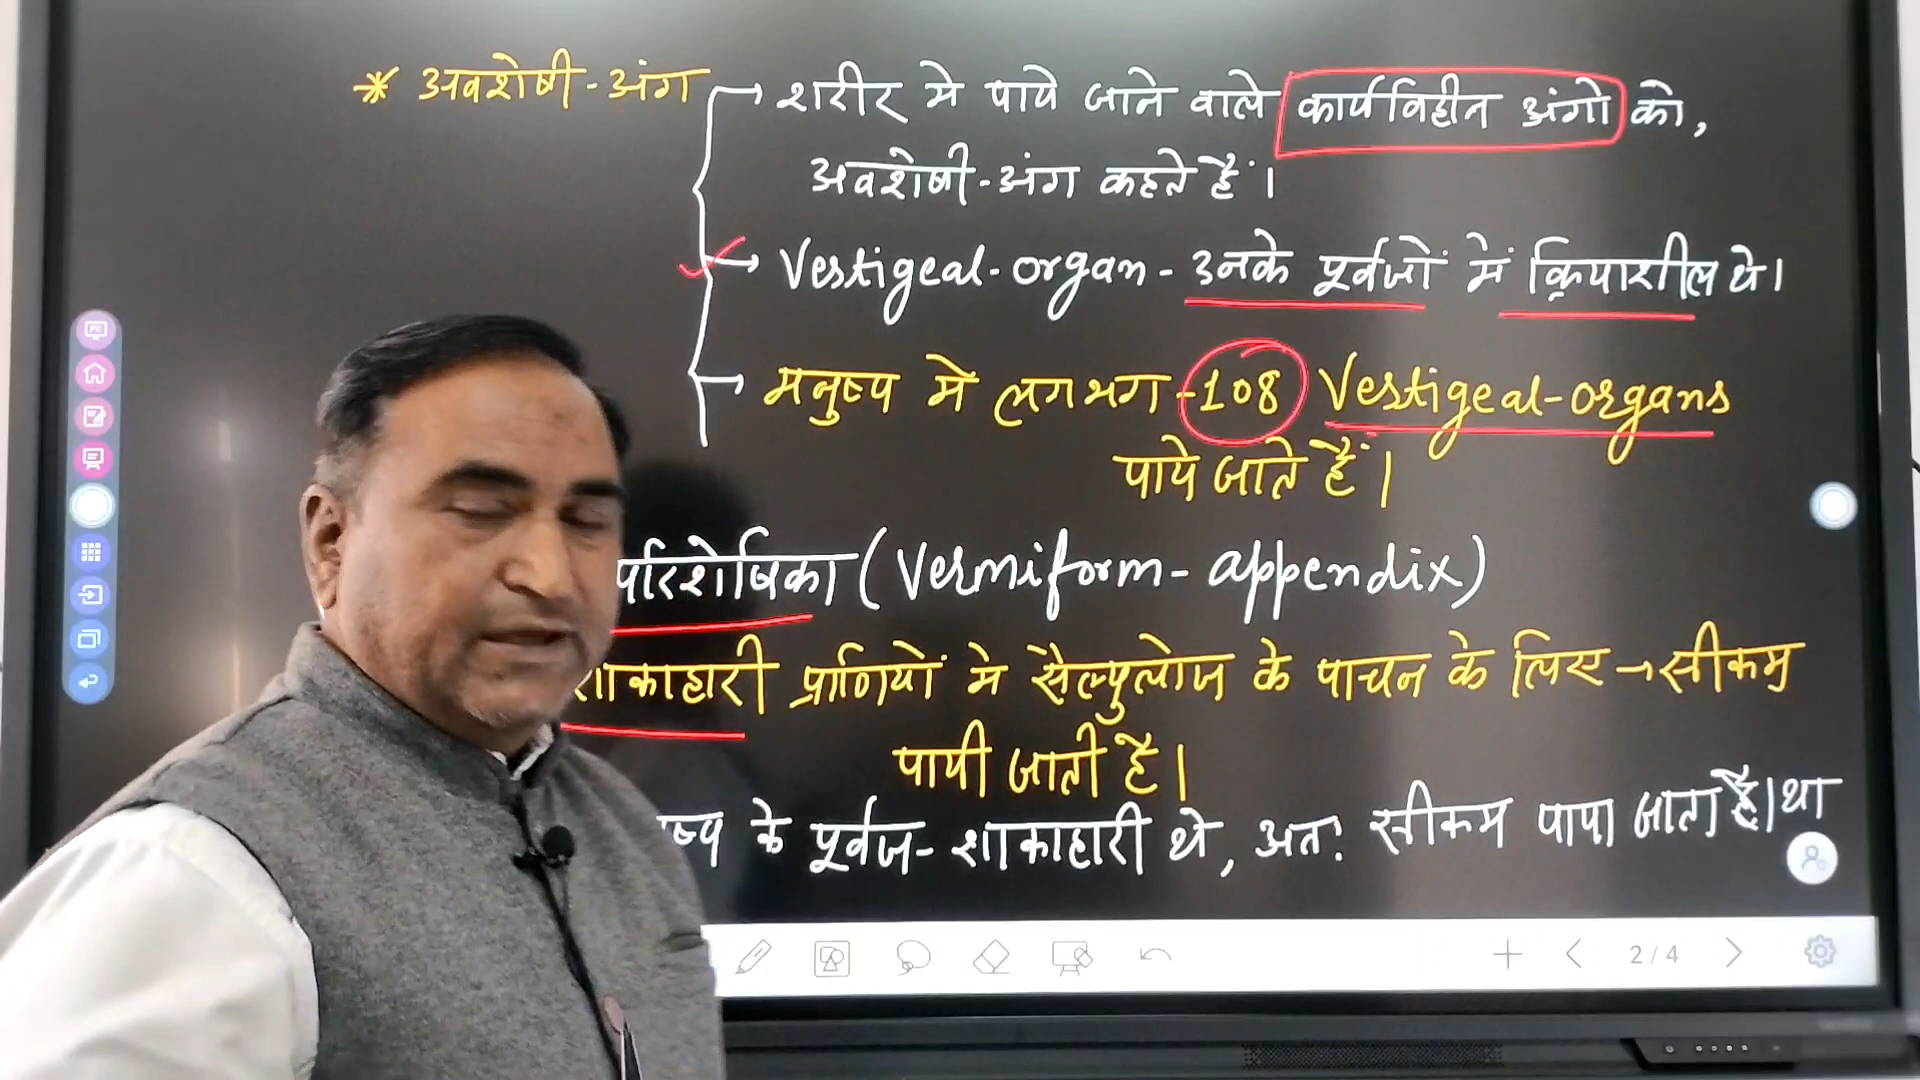 * अवशेषी-अंग → शरीर मे पाये जाने वाले कार्यविहीन अंगो को,
अवशेषी-अंग कहते हैं।
→ Vestigeal-organ - उनके पूर्वजों में क्रियाशील थे।
→ मनुष्य मे लगभग - 108 Vestigeal-organs
पाये जाते हैं।
परिशेषिका (Vermiform-appendix)
शाकाहारी प्राणियों मे सैल्युलोज के पाचन के लिए → सीकम
पायी जाती है।
के पूर्वज - शाकाहारी थे, अतः सीकम पाया जाता है। था
2/4